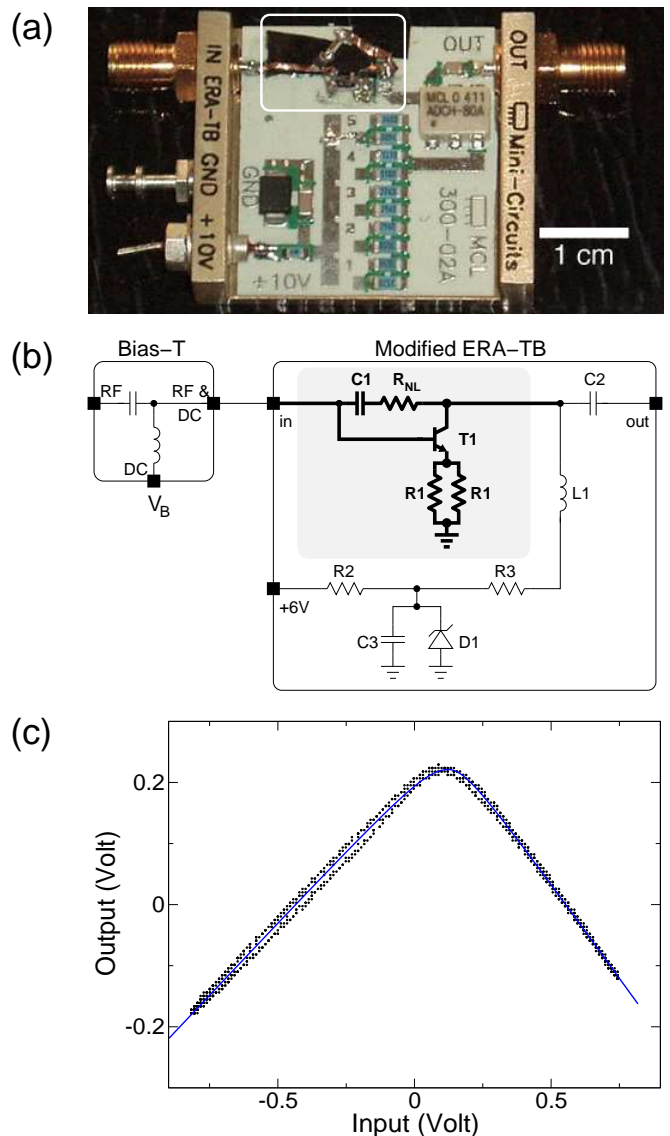 (a)
IN ERA-TB GND +10V
OUT
OUT
Mini-Circuits
MCL 0 411
ADCH-80A
GND
+10V
5
4
3
2
1
300-02A
MCL
1 cm
(b)
Bias-T
Modified ERA-TB
RF
RF &
DC
DC
V_B
in
C1
R_NL
T1
R1
R1
C2
out
L1
R2
R3
+6V
C3
D1
(c)
Output (Volt)
0.2
0
-0.2
-0.5
0
0.5
Input (Volt)